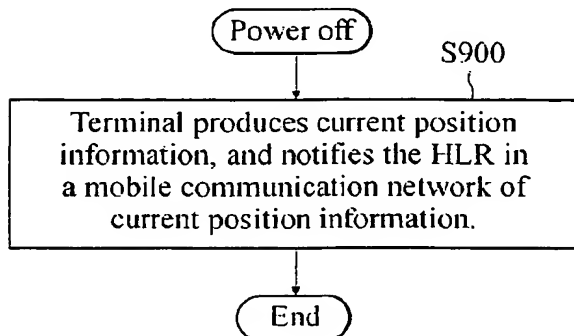 Power off
S900
Terminal produces current position
information, and notifies the HLR in
a mobile communication network of
current position information.
End